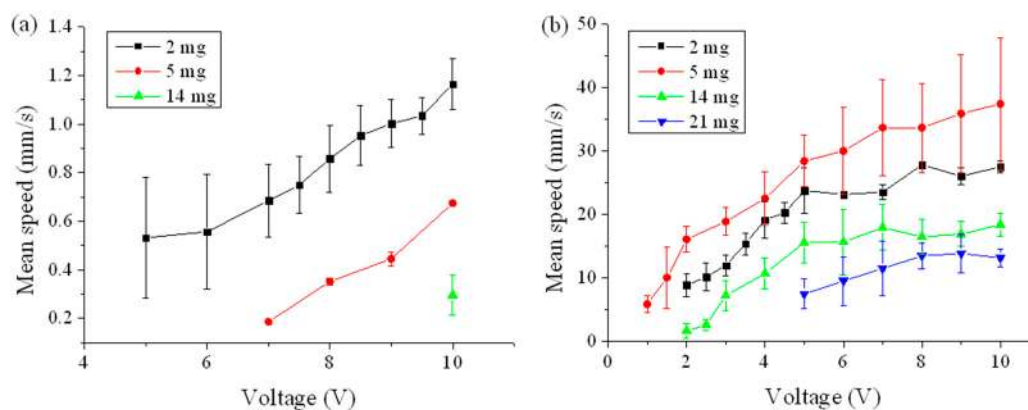 (a)
1.4
1.2
1.0
0.8
0.6
0.4
0.2
Mean speed (mm/s)
2 mg
5 mg
14 mg
4
6
8
10
Voltage (V)
(b)
50
40
30
20
10
0
Mean speed (mm/s)
2 mg
5 mg
14 mg
21 mg
0
2
4
6
8
10
Voltage (V)